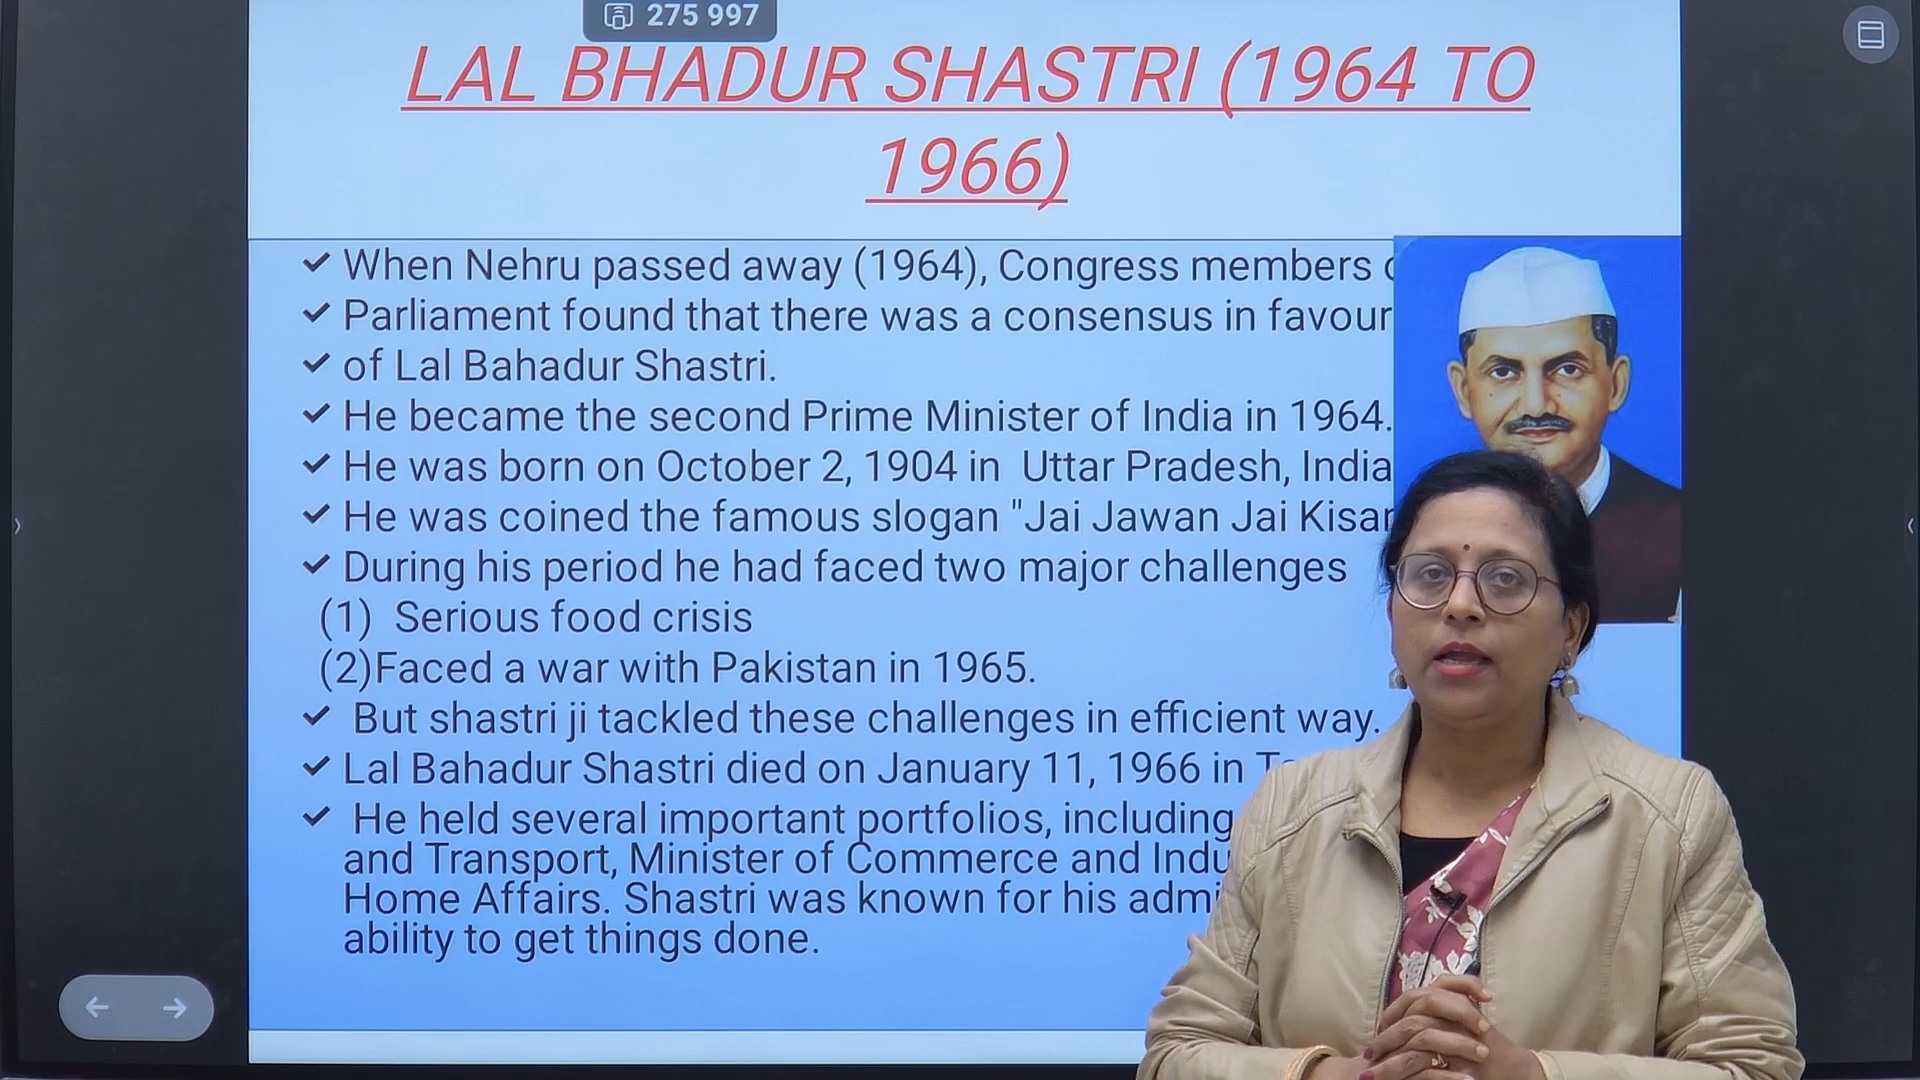 275 997
LAL BHADUR SHASTRI (1964 TO
1966)
When Nehru passed away (1964), Congress members
Parliament found that there was a consensus in favour
of Lal Bahadur Shastri.
He became the second Prime Minister of India in 1964.
He was born on October 2, 1904 in Uttar Pradesh, India
He was coined the famous slogan "Jai Jawan Jai Kisan
During his period he had faced two major challenges
(1) Serious food crisis
(2)Faced a war with Pakistan in 1965.
But shastri ji tackled these challenges in efficient way.
Lal Bahadur Shastri died on January 11, 1966 in
He held several important portfolios, including
and Transport, Minister of Commerce and
Home Affairs. Shastri was known for his
ability to get things done.